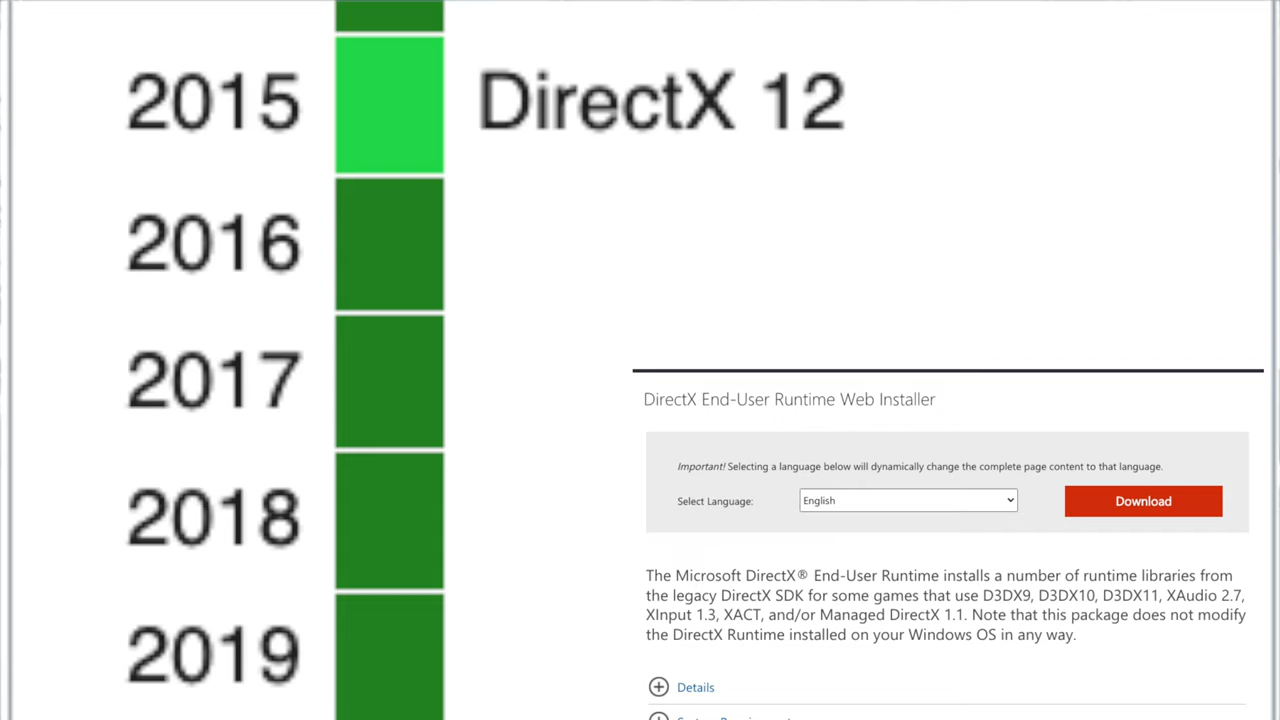 2015
DirectX 12
2016
2017
2018
2019
DirectX End-User Runtime Web Installer
Important! Selecting a language below will dynamically change the complete page content to that language.
Select Language:
English
Download
The Microsoft DirectX® End-User Runtime installs a number of runtime libraries from
the legacy DirectX SDK for some games that use D3DX9, D3DX10, D3DX11, XAudio 2.7,
XInput 1.3, XACT, and/or Managed DirectX 1.1. Note that this package does not modify
the DirectX Runtime installed on your Windows OS in any way.
Details